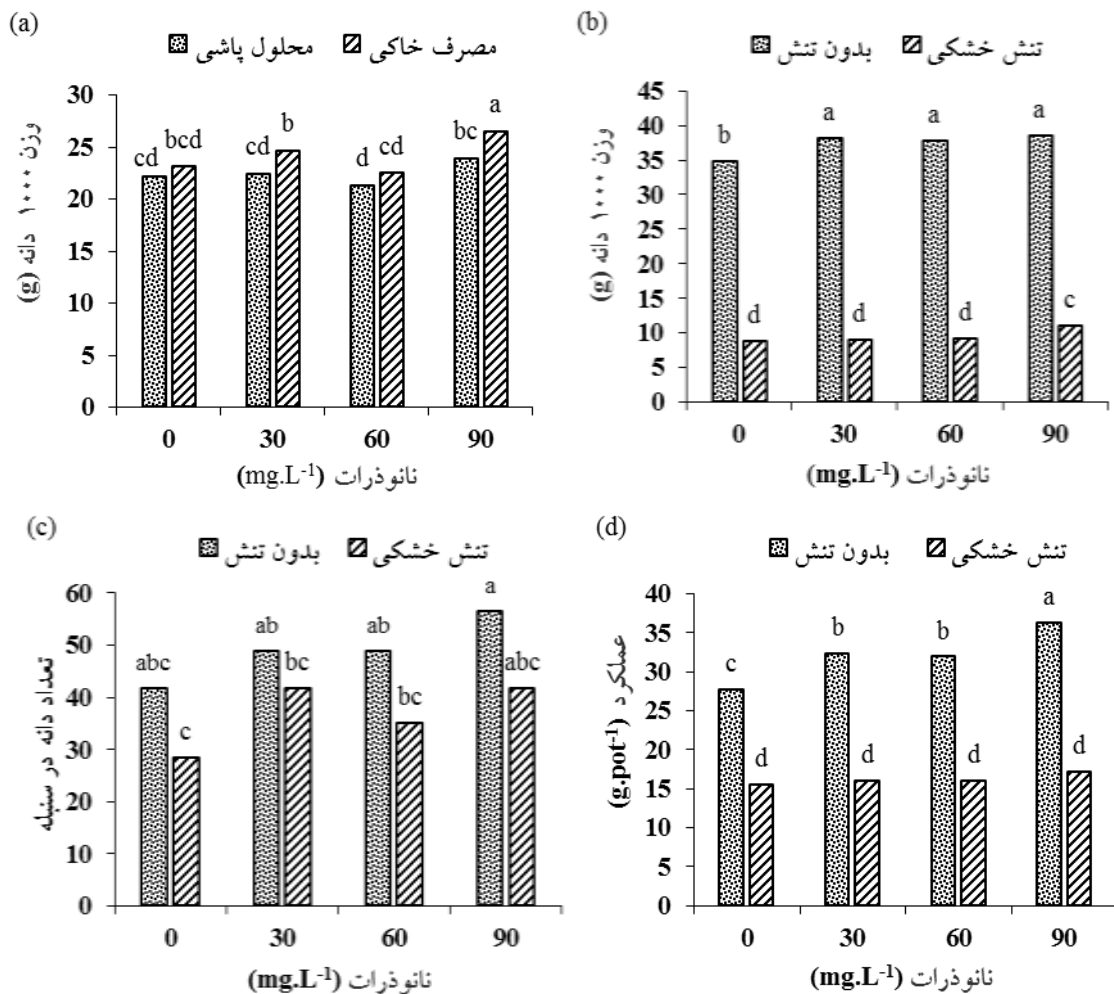 (a)
محلول پاشی مصرف خاکی
وزن ۱۰۰۰ دانه (g)
30
25
20
15
10
5
0
cd bcd cd b d cd bc a
0 30 60 90
نانوذرات (mg.L-1)
(b)
بدون تنش تنش خشکی
وزن ۱۰۰۰ دانه (g)
45
40
35
30
25
20
15
10
5
0
b d a d a d a c
0 30 60 90
نانوذرات (mg.L-1)
(c)
بدون تنش تنش خشکی
تعداد دانه در سنبله
60
50
40
30
20
10
0
abc c ab bc ab bc a abc
0 30 60 90
نانوذرات (mg.L-1)
(d)
بدون تنش تنش خشکی
عملکرد (g.pot-1)
40
35
30
25
20
15
10
5
0
c d b d b d a d
0 30 60 90
نانوذرات (mg.L-1)